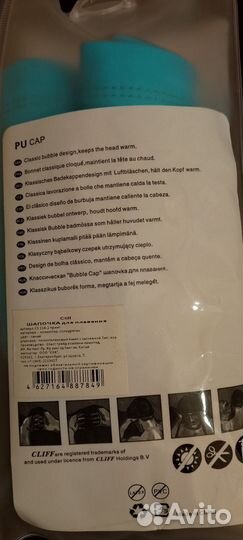 PU CAP
Classic bubble design,keeps the head warm,
Bonnet classique cloqué,maintient la tête au chaud.
Klassisches Badekappendesign mit Luftbläschen, hält den Kopf warm.
Classica lavorazione a bolle che mantiene calda la testa.
El clásico diseño de burbuja mantiene caliente la cabeza.
Klassiek bubbel ontwerp, houdt hoofd warm.
Klassisk Bubble badmössa som håller huvudet varmt.
Klassinen kuplamali pitää pään lämpimänä.
Klasyczny bąbelkowy czepek utrzymujący ciepło.
Design de bolha clássico, mantém a cabeça quente.
Классическая "Bubble Cap" шапочка для плавания.
Klasszikus buborék forma, megtartja a fej melegét.
ШАПОЧКА для плавания
4 627164 887849
CLIFF are registered trademarks of
and used under licence from CLIFF Holdings B.V
LATEX
PVC
Avito